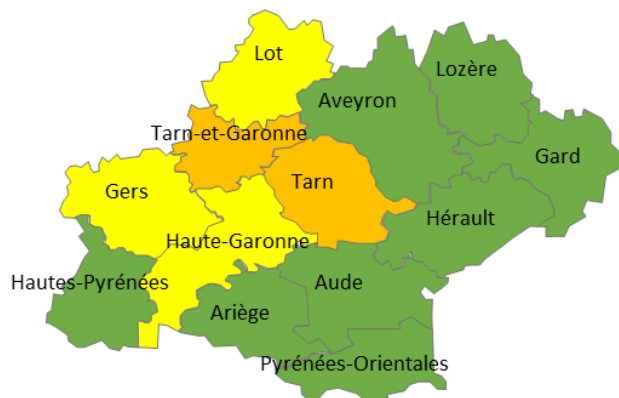 Lot
Lozère
Aveyron
Tarn-et-Garonne
Gard
Tarn
Gers
Hérault
Haute-Garonne
Hautes-Pyrénées
Aude
Ariège
Pyrénées-Orientales